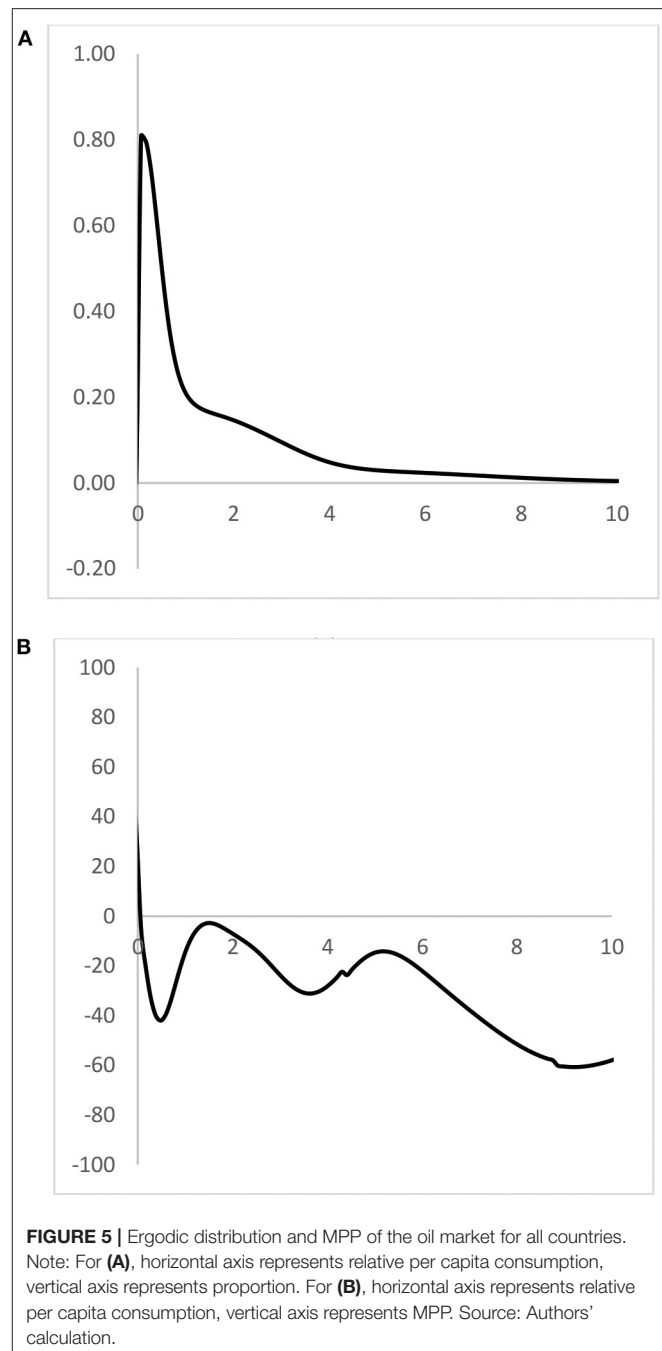 A
1.00
0.80
0.60
0.40
0.20
0.00
-0.20
0 2 4 6 8 10
B
100
80
60
40
20
0
-20
-40
-60
-80
-100
0 2 4 6 8 10
FIGURE 5 | Ergodic distribution and MPP of the oil market for all countries.
Note: For (A), horizontal axis represents relative per capita consumption,
vertical axis represents proportion. For (B), horizontal axis represents relative
per capita consumption, vertical axis represents MPP. Source: Authors'
calculation.